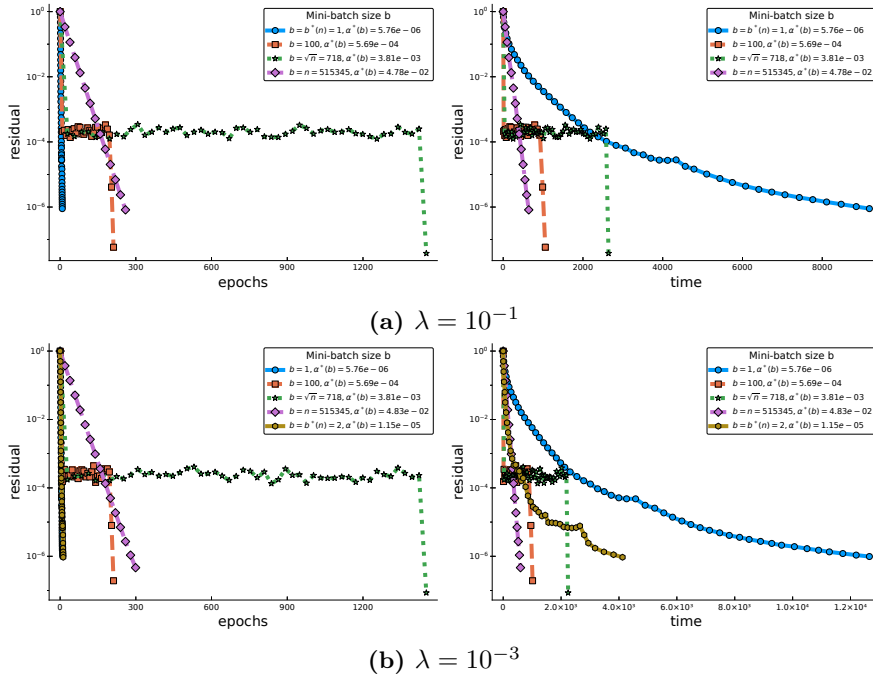 Mini-batch size b
b = b*(n) = 1, α*(b) = 5.76e − 06
b = 100, α*(b) = 5.69e − 04
b = √n = 718, α*(b) = 3.81e − 03
b = n = 515345, α*(b) = 4.78e − 02
residual
10⁰
10⁻²
10⁻⁴
10⁻⁶
0 300 600 900 1200
epochs
Mini-batch size b
b = b*(n) = 1, α*(b) = 5.76e − 06
b = 100, α*(b) = 5.69e − 04
b = √n = 718, α*(b) = 3.81e − 03
b = n = 515345, α*(b) = 4.78e − 02
residual
10⁰
10⁻²
10⁻⁴
10⁻⁶
0 2000 4000 6000 8000
time
(a) λ = 10⁻¹
Mini-batch size b
b = 1, α*(b) = 5.76e − 06
b = 100, α*(b) = 5.69e − 04
b = √n = 718, α*(b) = 3.81e − 03
b = n = 515345, α*(b) = 4.83e − 02
b = b*(n) = 2, α*(b) = 1.15e − 05
residual
10⁰
10⁻²
10⁻⁴
10⁻⁶
0 300 600 900 1200
epochs
Mini-batch size b
b = 1, α*(b) = 5.76e − 06
b = 100, α*(b) = 5.69e − 04
b = √n = 718, α*(b) = 3.81e − 03
b = n = 515345, α*(b) = 4.83e − 02
b = b*(n) = 2, α*(b) = 1.15e − 05
residual
10⁰
10⁻²
10⁻⁴
10⁻⁶
0 2.0×10³ 4.0×10³ 6.0×10³ 8.0×10³ 1.0×10⁴ 1.2×10⁴
time
(b) λ = 10⁻³